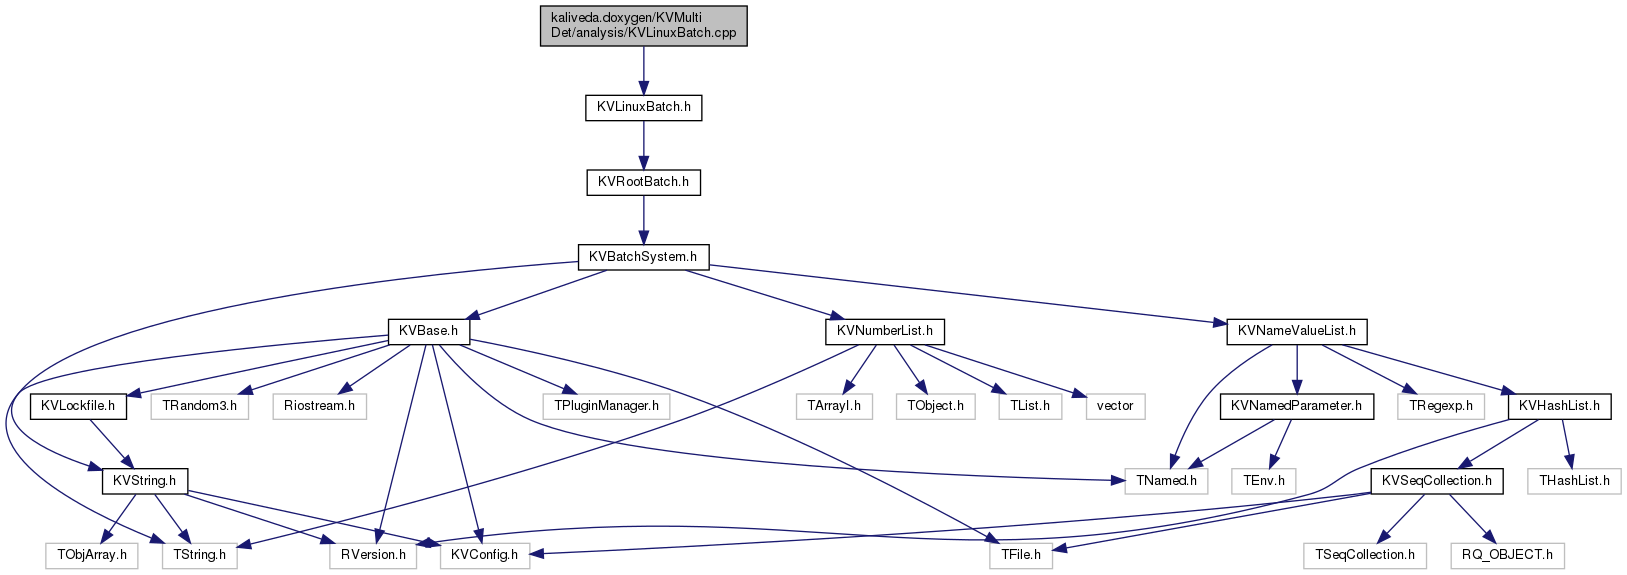 kaliveda.doxygen/KVMulti
Det/analysis/KVLinuxBatch.cpp
KVLinuxBatch.h
KVRootBatch.h
KVBatchSystem.h
KVBase.h
KVNumberList.h
KVNameValueList.h
KVLockfile.h
TRandom3.h
Riostream.h
TPluginManager.h
TArrayI.h
TObject.h
TList.h
vector
KVNamedParameter.h
TRegexp.h
KVHashList.h
KVString.h
TNamed.h
TEnv.h
KVSeqCollection.h
THashList.h
TObjArray.h
TString.h
RVersion.h
KVConfig.h
TFile.h
TSeqCollection.h
RQ_OBJECT.h